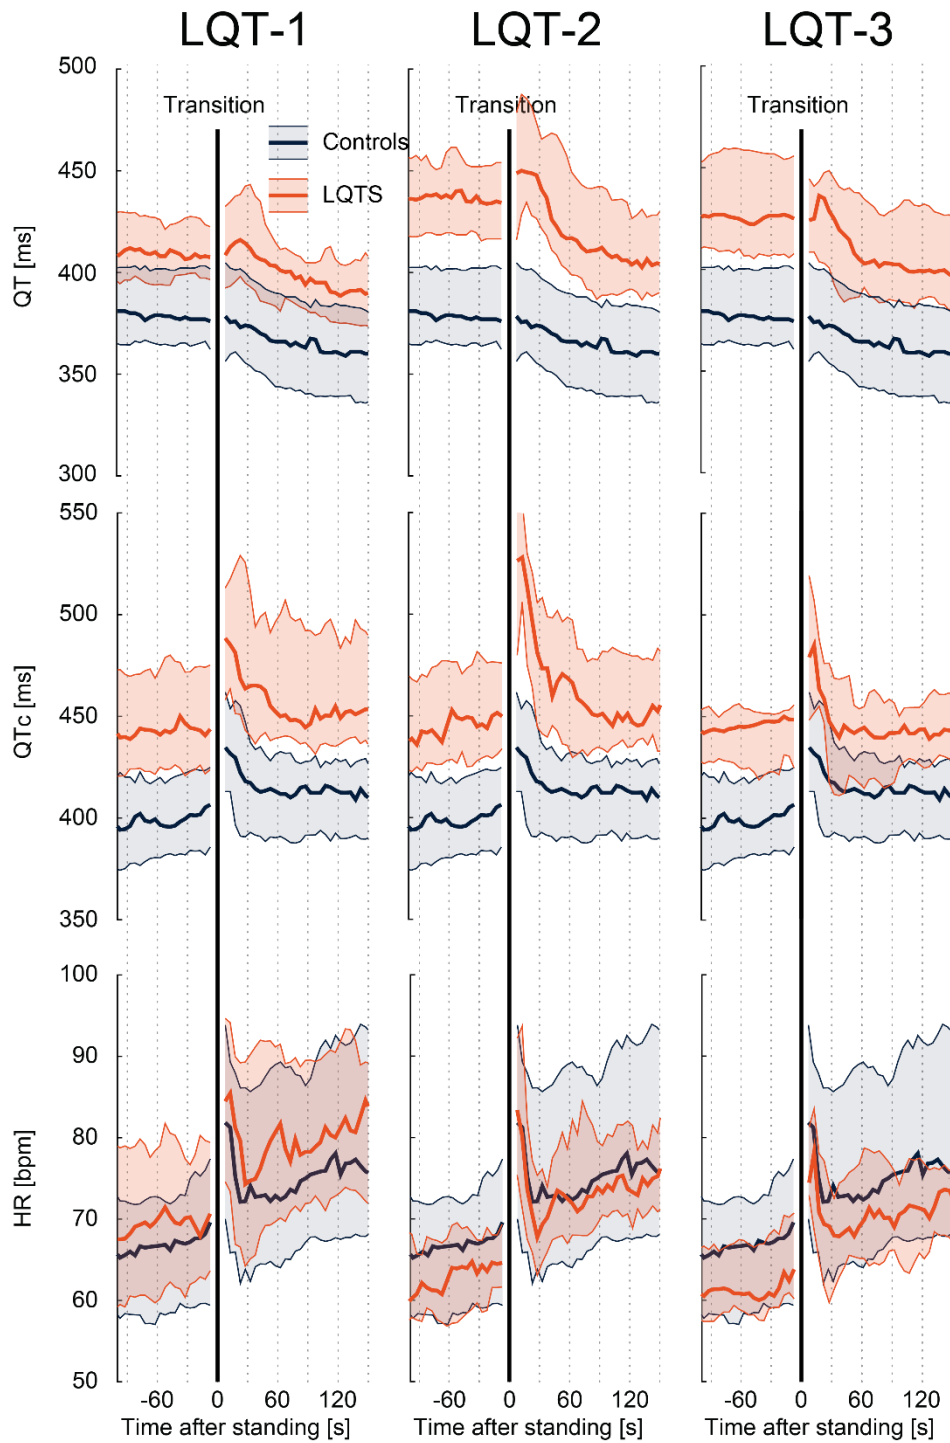 LQT-1 LQT-2 LQT-3
500
Transition Transition Transition
Controls
450
LQTS
QT [ms]
400
350
300
550
500
QTc [ms]
450
400
350
100
90
80
HR [bpm]
70
60
50
-60 0 60 120 -60 0 60 120 -60 0 60 120
Time after standing [s] Time after standing [s] Time after standing [s]